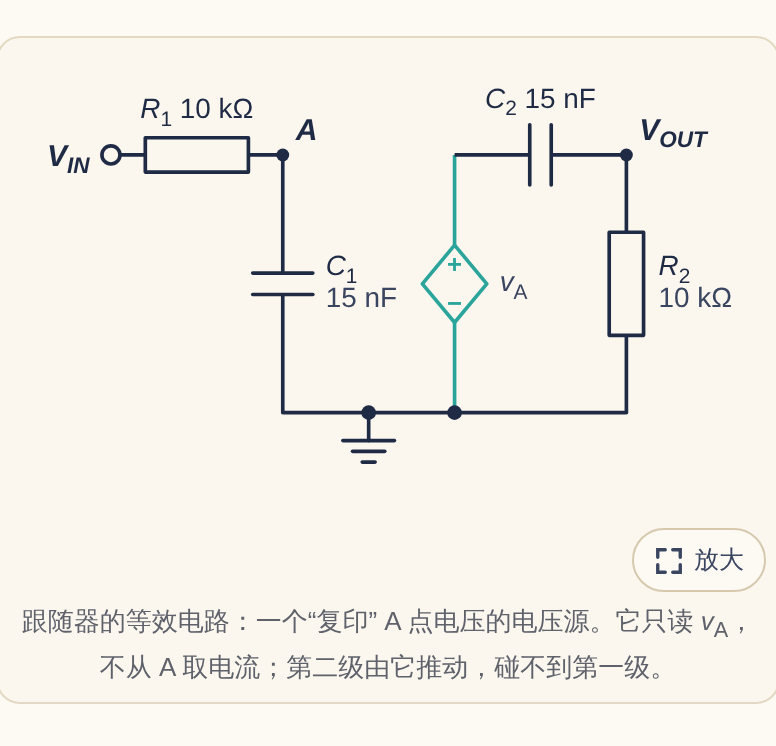 R1 10 kΩ
A
VIN
C2 15 nF
VOUT
C1
15 nF
+
−
vA
R2
10 kΩ
放大
跟随器的等效电路：一个“复印” A 点电压的电压源。它只读 vA，
不从 A 取电流；第二级由它推动，碰不到第一级。